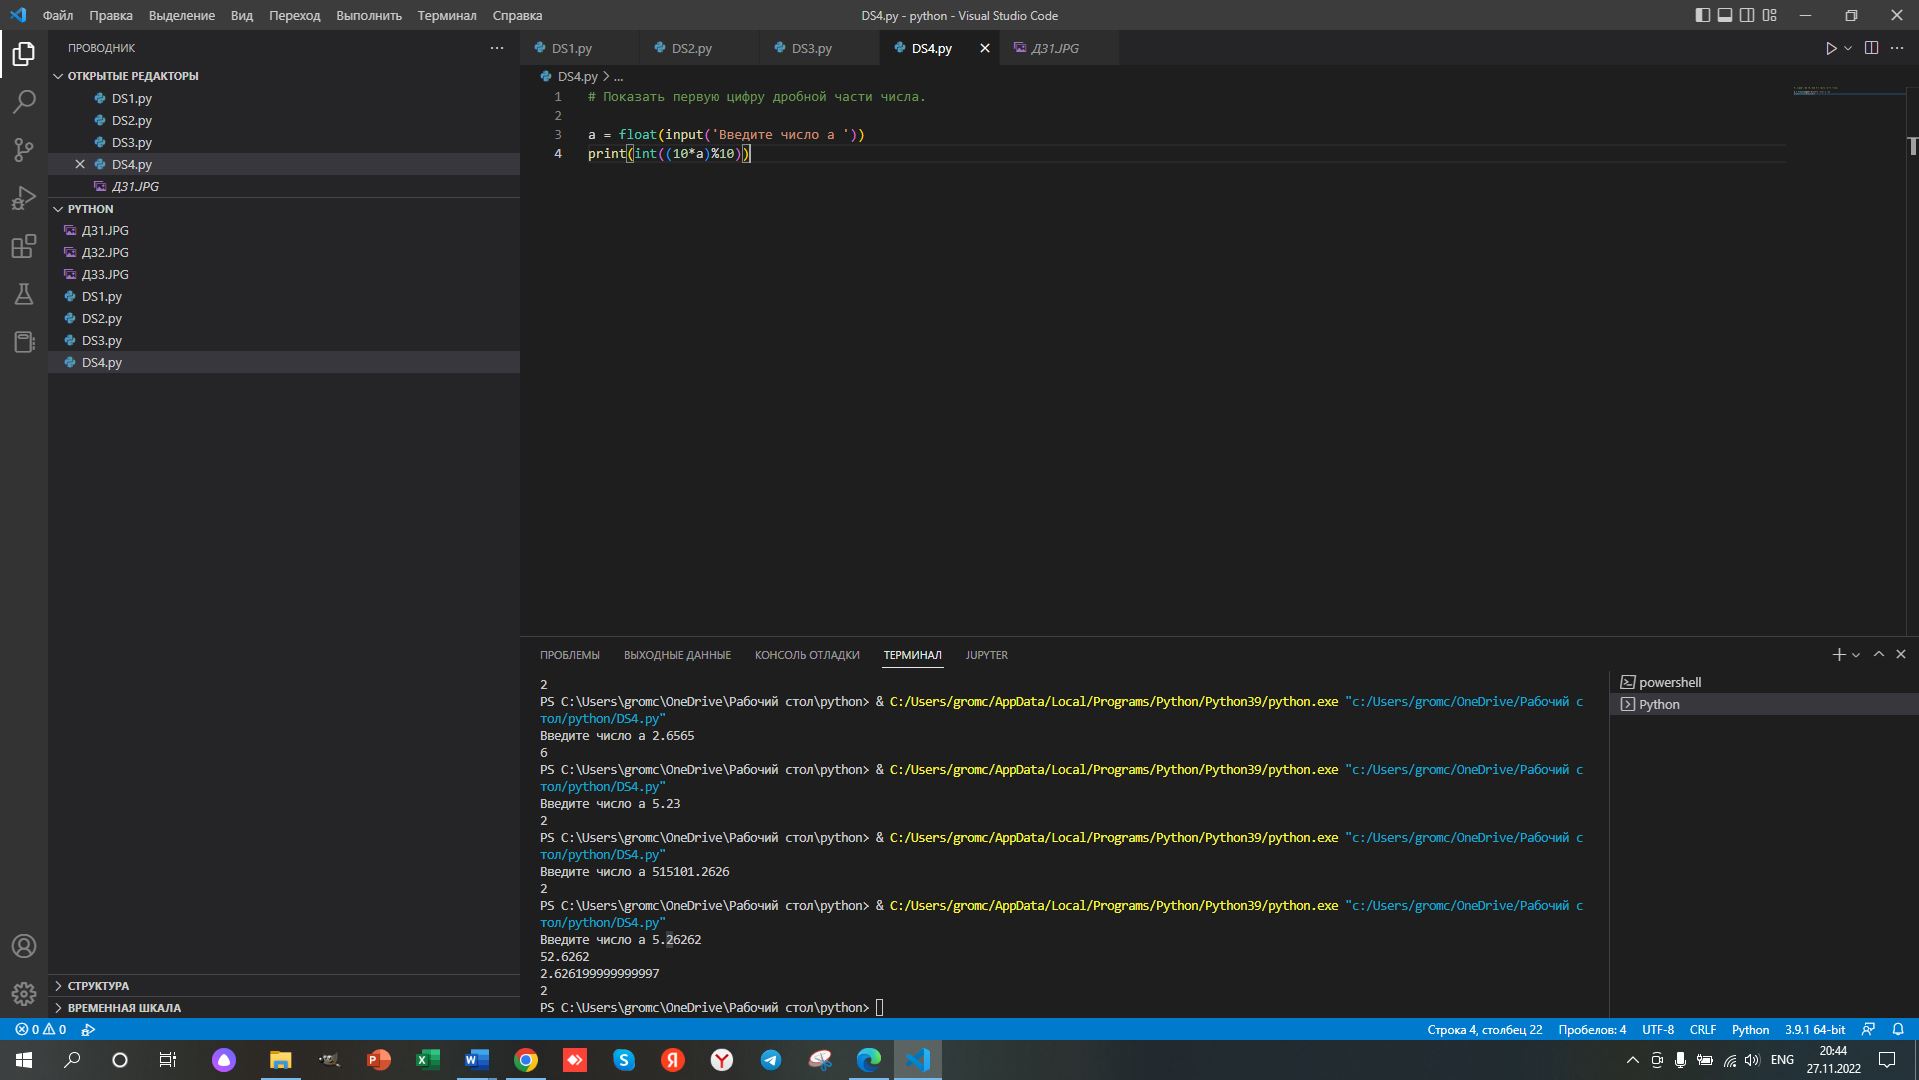 Файл Правка Выделение Вид Переход Выполнить Терминал Справка
DS4.py - python - Visual Studio Code
ПРОВОДНИК
ОТКРЫТЫЕ РЕДАКТОРЫ
DS1.py
DS2.py
DS3.py
DS4.py
ДЗ1.JPG
PYTHON
ДЗ1.JPG
ДЗ2.JPG
ДЗ3.JPG
DS1.py
DS2.py
DS3.py
DS4.py
СТРУКТУРА
ВРЕМЕННАЯ ШКАЛА
DS1.py DS2.py DS3.py DS4.py ДЗ1.JPG
DS4.py > ...
1 # Показать первую цифру дробной части числа.
2
3 a = float(input('Введите число a '))
4 print(int((10*a)%10))
ПРОБЛЕМЫ ВЫХОДНЫЕ ДАННЫЕ КОНСОЛЬ ОТЛАДКИ ТЕРМИНАЛ JUPYTER
2
PS C:\Users\gromc\OneDrive\Рабочий стол\python> & C:/Users/gromc/AppData/Local/Programs/Python/Python39/python.exe "c:/Users/gromc/OneDrive/Рабочий с
тол/python/DS4.py"
Введите число a 2.6565
6
PS C:\Users\gromc\OneDrive\Рабочий стол\python> & C:/Users/gromc/AppData/Local/Programs/Python/Python39/python.exe "c:/Users/gromc/OneDrive/Рабочий с
тол/python/DS4.py"
Введите число a 5.23
2
PS C:\Users\gromc\OneDrive\Рабочий стол\python> & C:/Users/gromc/AppData/Local/Programs/Python/Python39/python.exe "c:/Users/gromc/OneDrive/Рабочий с
тол/python/DS4.py"
Введите число a 515101.2626
2
PS C:\Users\gromc\OneDrive\Рабочий стол\python> & C:/Users/gromc/AppData/Local/Programs/Python/Python39/python.exe "c:/Users/gromc/OneDrive/Рабочий с
тол/python/DS4.py"
Введите число a 5.26262
52.6262
2.626199999999997
2
PS C:\Users\gromc\OneDrive\Рабочий стол\python>
powershell
Python
0 0
Строка 4, столбец 22 Пробелов: 4 UTF-8 CRLF Python 3.9.1 64-bit
ENG
20:44
27.11.2022